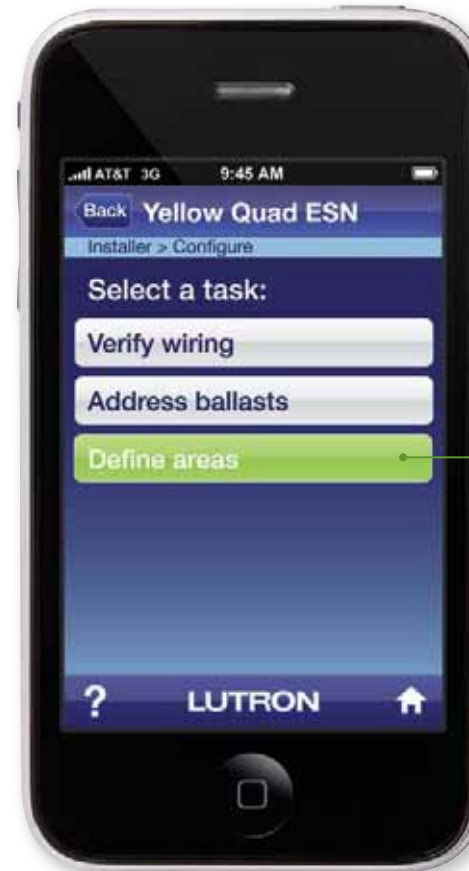 AT&T 3G 9:45 AM
Back Yellow Quad ESN
Installer > Configure
Select a task:
Verify wiring
Address ballasts
Define areas
? LUTRON